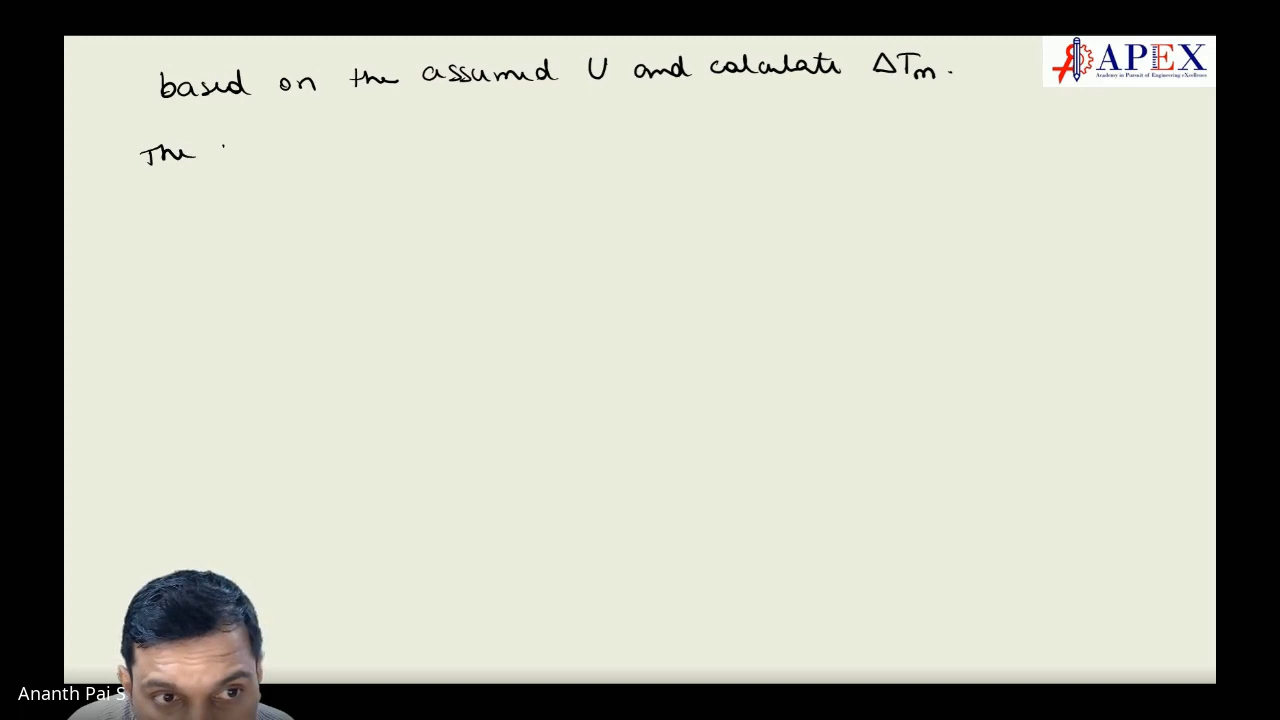 based on the assumed U and calculate ΔTm.
The
APEX
Academy in Pursuit of Engineering eXcellence
Ananth Pai S